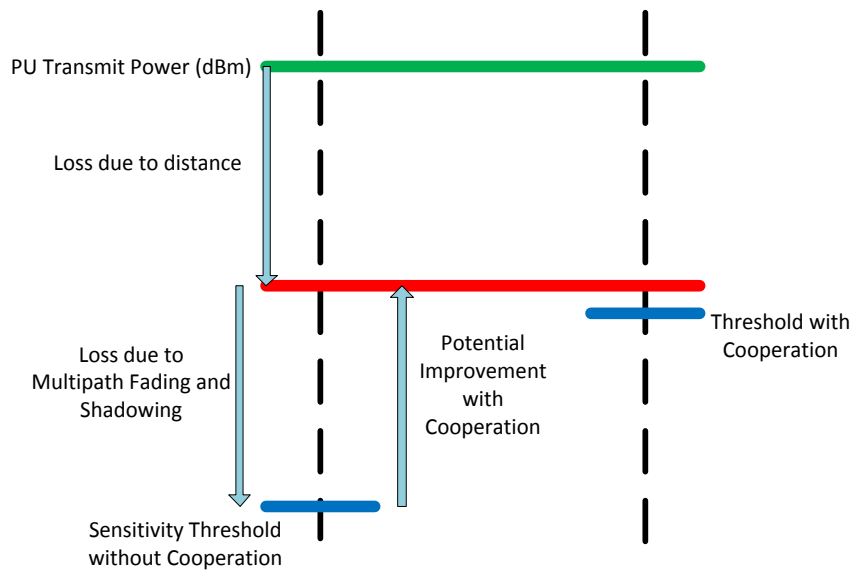 PU Transmit Power (dBm)
Loss due to distance
Loss due to
Multipath Fading and
Shadowing
Potential
Improvement
with
Cooperation
Threshold with
Cooperation
Sensitivity Threshold
without Cooperation